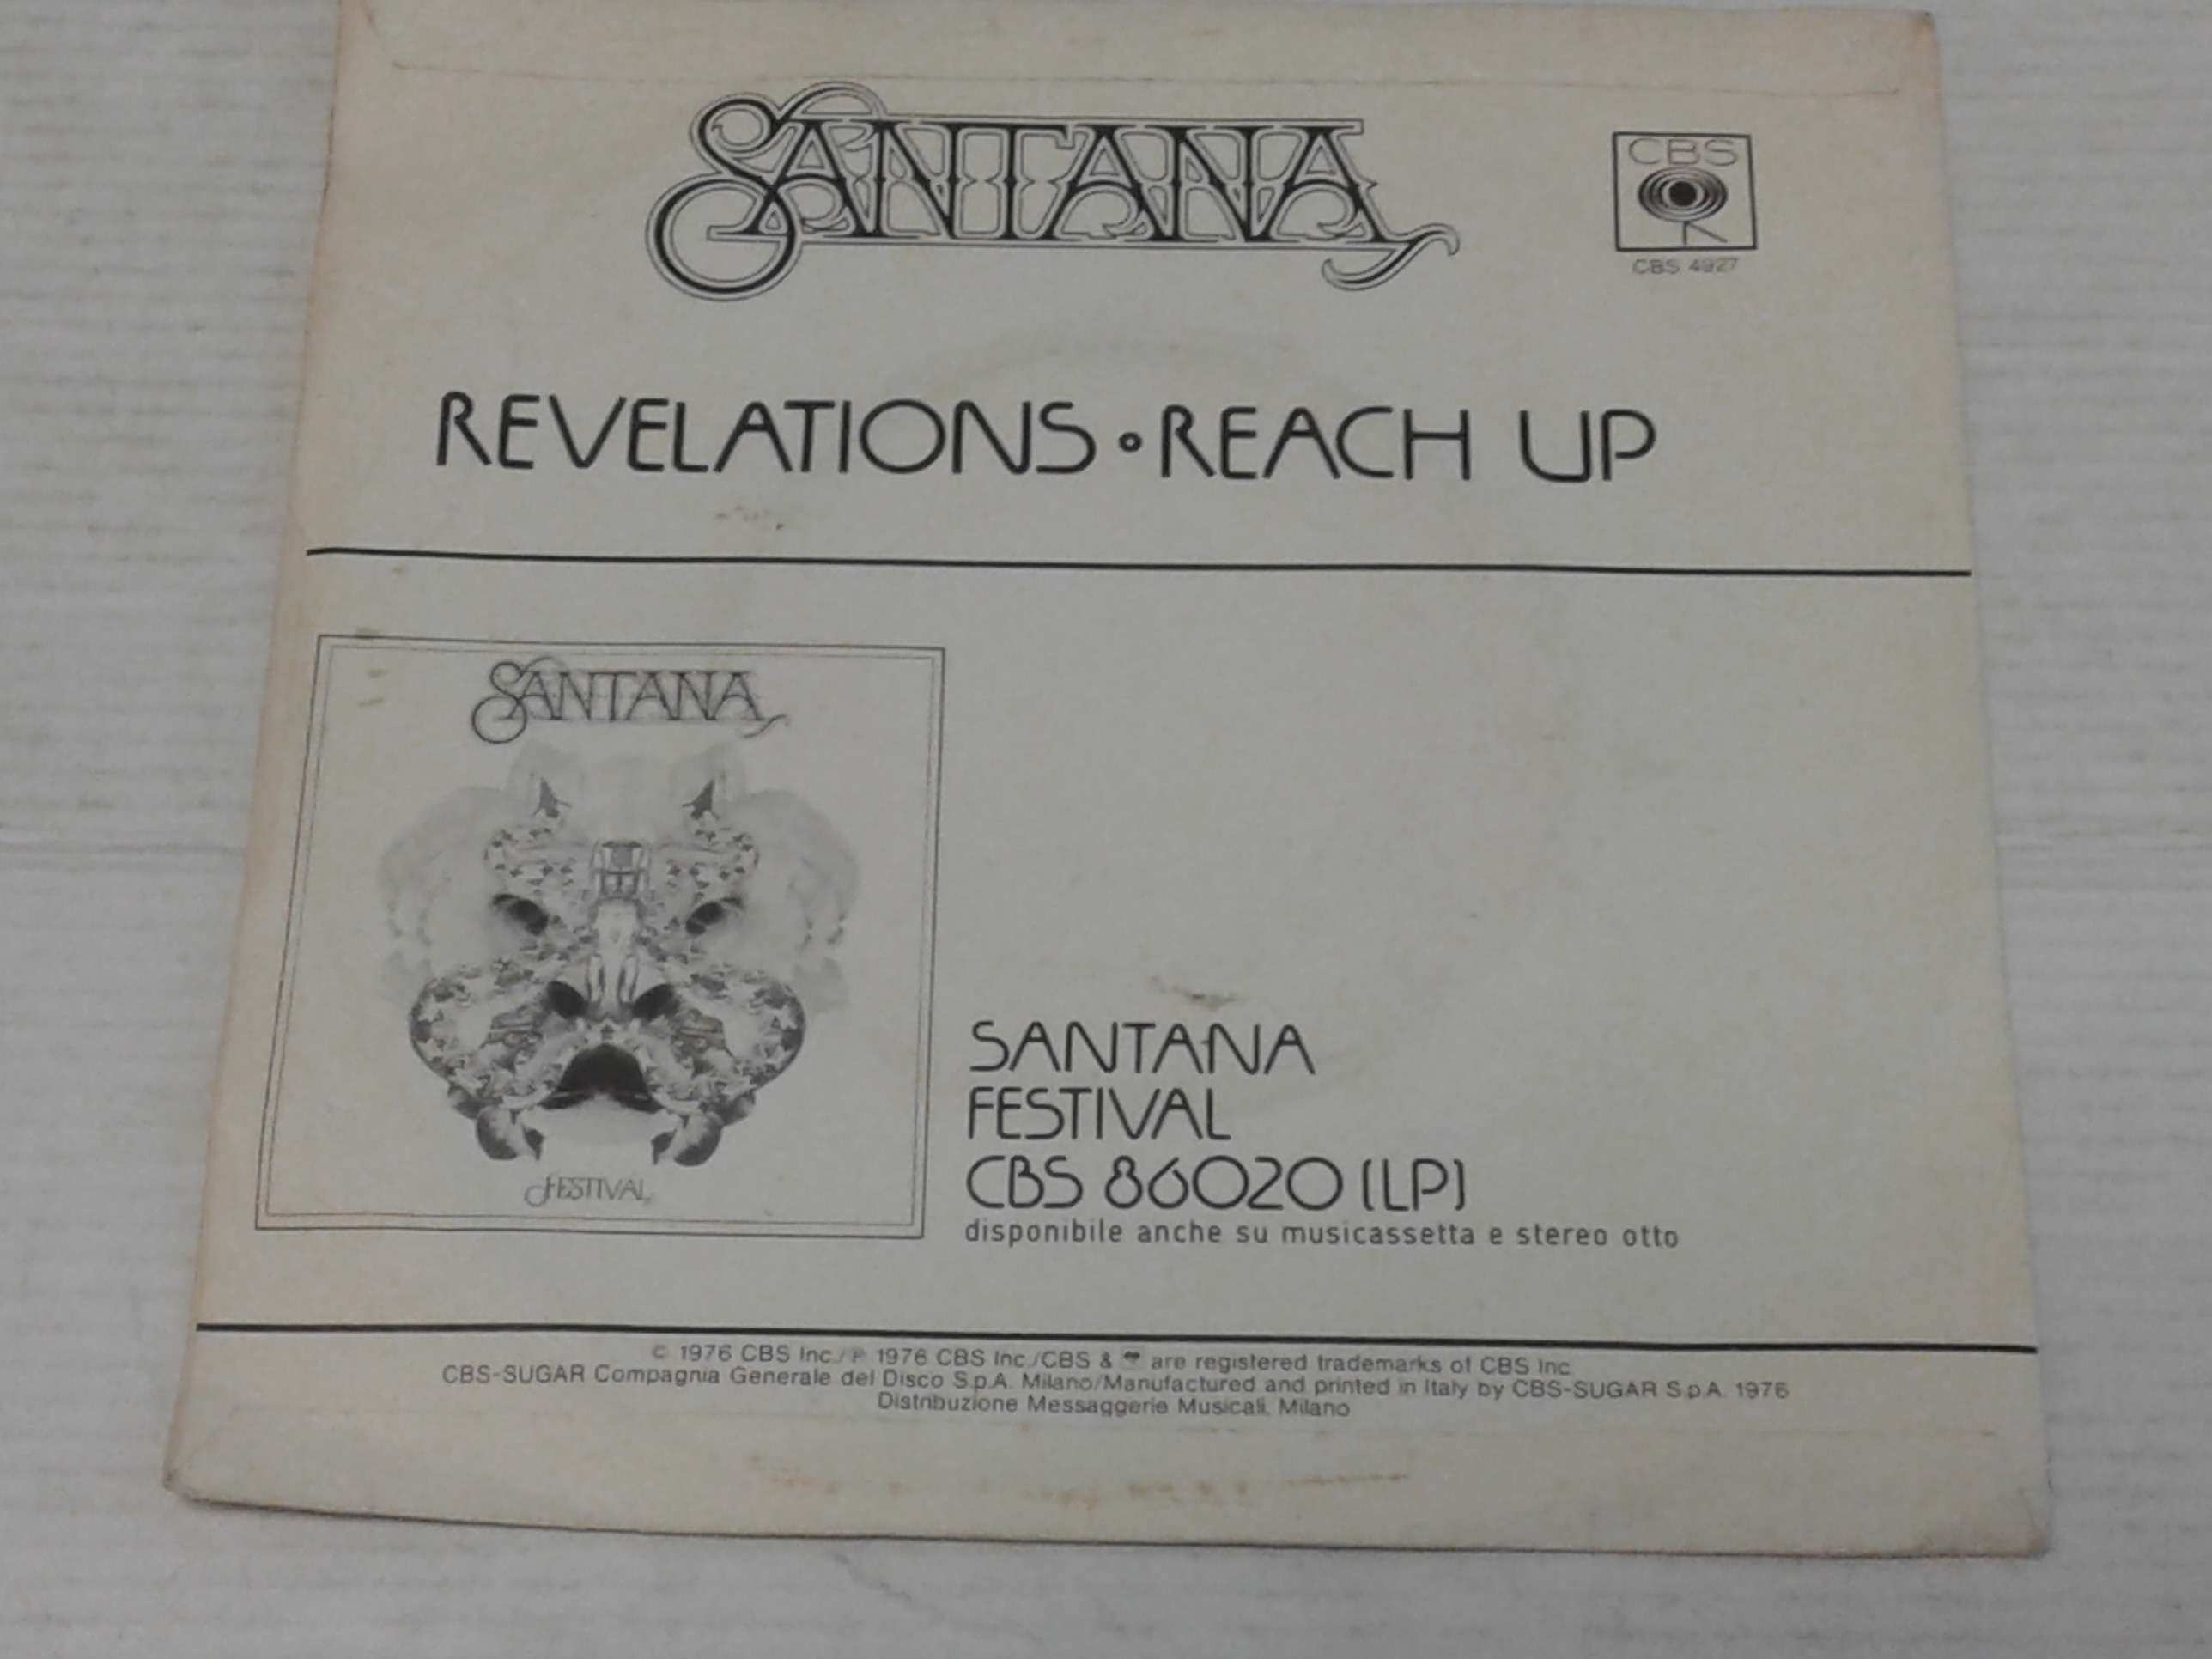 SANTANA
CBS
CBS 4927
REVELATIONS • REACH UP
SANTANA
FESTIVAL
SANTANA
FESTIVAL
CBS 86020 (LP)
disponibile anche su musicassetta e stereo otto
© 1976 CBS Inc./℗ 1976 CBS Inc./CBS & are registered trademarks of CBS Inc.
CBS-SUGAR Compagnia Generale del Disco S.p.A. Milano/Manufactured and printed in Italy by CBS-SUGAR S.p.A. 1976
Distribuzione Messaggerie Musicali, Milano